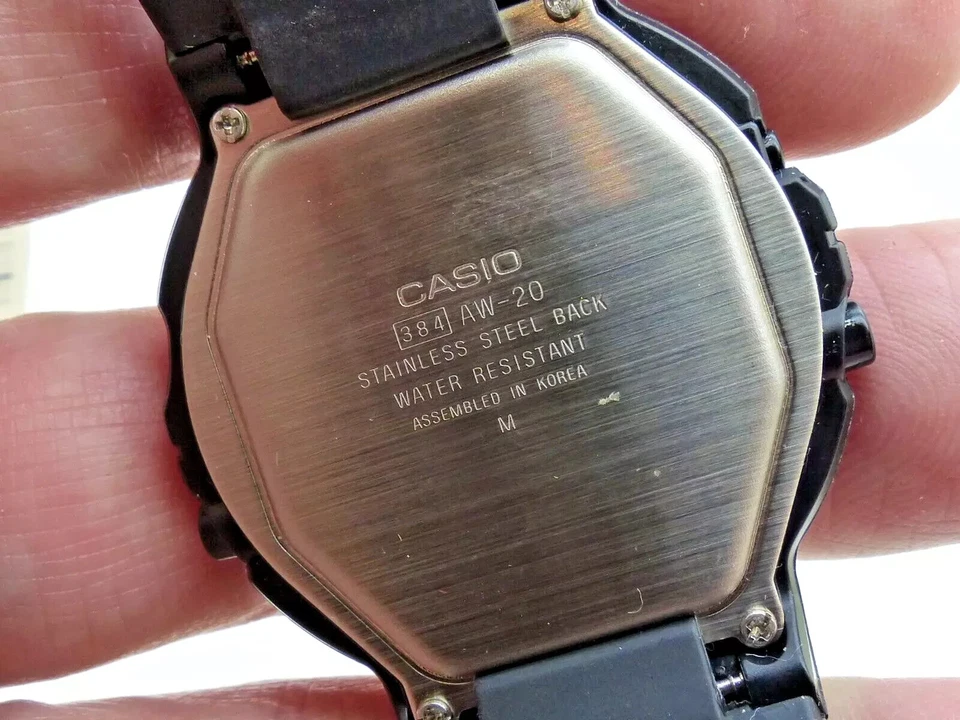 CASIO
384 AW-20
STAINLESS STEEL BACK
WATER RESISTANT
ASSEMBLED IN KOREA
M